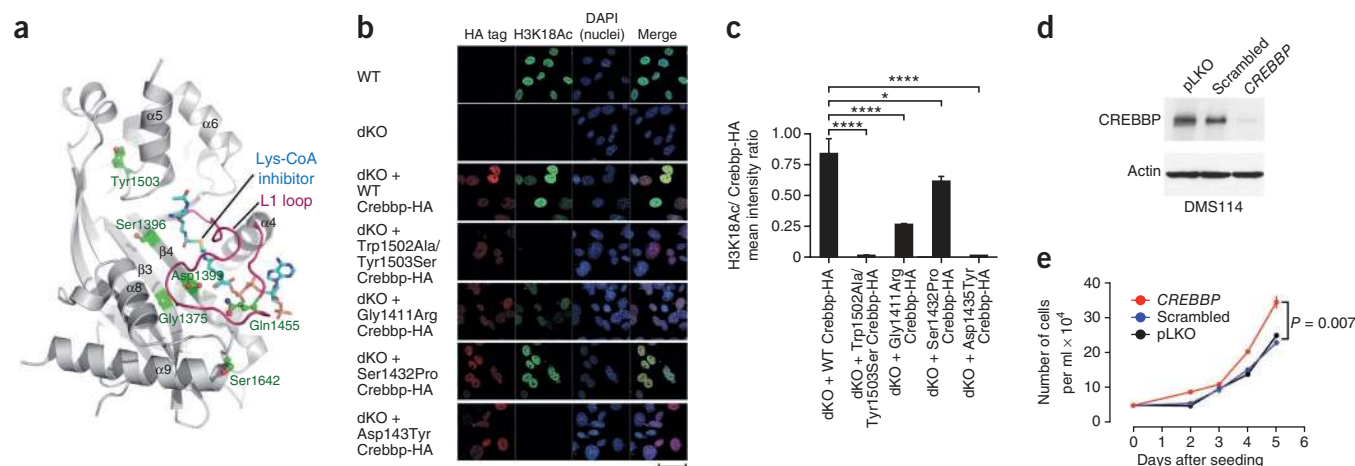 a
α5
α6
Tyr1503
Lys-CoA
inhibitor
L1 loop
Ser1396
α4
β4
β3
Asp1399
α8
Gly1375
Gln1455
α9
Ser1642
b
HA tag
H3K18Ac
DAPI
(nuclei)
Merge
WT
dKO
dKO +
WT
Crebbp-HA
dKO +
Trp1502Ala/
Tyr1503Ser
Crebbp-HA
dKO +
Gly1411Arg
Crebbp-HA
dKO +
Ser1432Pro
Crebbp-HA
dKO +
Asp143Tyr
Crebbp-HA
c
H3K18Ac/ Crebbp-HA
mean intensity ratio
1.00
0.75
0.50
0.25
0
****
*
****
****
dKO + WT Crebbp-HA
dKO + Trp1502Ala/
Tyr1503Ser Crebbp-HA
dKO + Gly1411Arg
Crebbp-HA
dKO + Ser1432Pro
Crebbp-HA
dKO + Asp1435Tyr
Crebbp-HA
d
pLKO
Scrambled
CREBBP
CREBBP
Actin
DMS114
e
Number of cells
per ml × 10⁴
40
30
20
10
0
CREBBP
Scrambled
pLKO
P = 0.007
0 1 2 3 4 5 6
Days after seeding